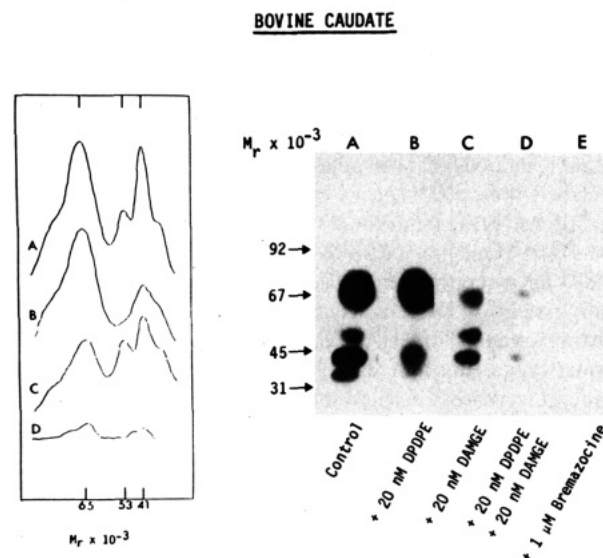 BOVINE CAUDATE
Mr x 10-3 A B C D E
A
B
C
D
92
67
45
31
65 53 41
Mr x 10-3
Control
+ 20 nM DPDPE
+ 20 nM DAMGE
+ 20 nM DPDPE
+ 20 nM DAMGE
+ 1 µM Bremazocine